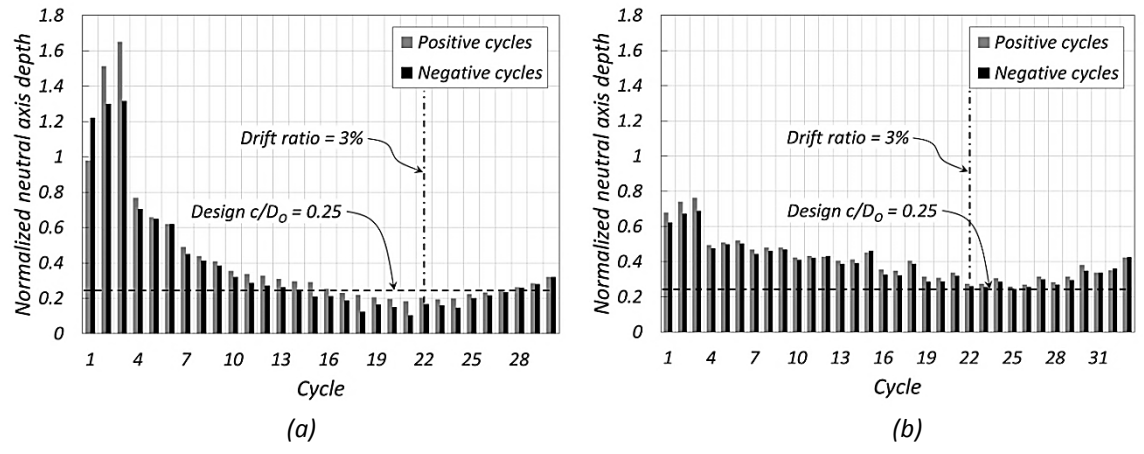 Normalized neutral axis depth
1.8
1.6
1.4
1.2
1
0.8
0.6
0.4
0.2
0
Positive cycles
Negative cycles
Drift ratio = 3%
Design c/D₀ = 0.25
1 4 7 10 13 16 19 22 25 28
Cycle
(a)
Normalized neutral axis depth
1.8
1.6
1.4
1.2
1
0.8
0.6
0.4
0.2
0
Positive cycles
Negative cycles
Drift ratio = 3%
Design c/D₀ = 0.25
1 4 7 10 13 16 19 22 25 28 31
Cycle
(b)